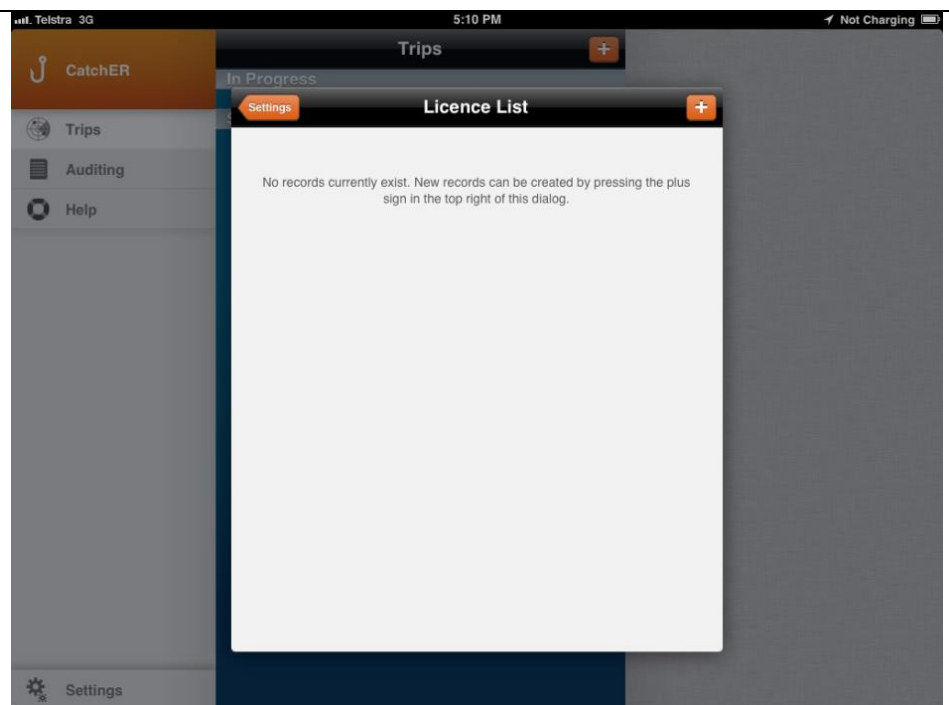 Telstra 3G 5:10 PM Not Charging
CatchER
Trips
In Progress
Settings Licence List
Trips
Auditing
Help
No records currently exist. New records can be created by pressing the plus
sign in the top right of this dialog.
Settings